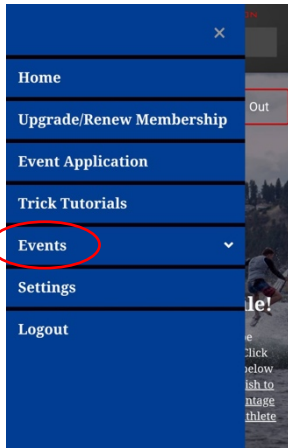 ×
Home
Upgrade/Renew Membership
Event Application
Out
Trick Tutorials
Events
Settings
le!
Logout
Click
below
ish to
ntage
thlete